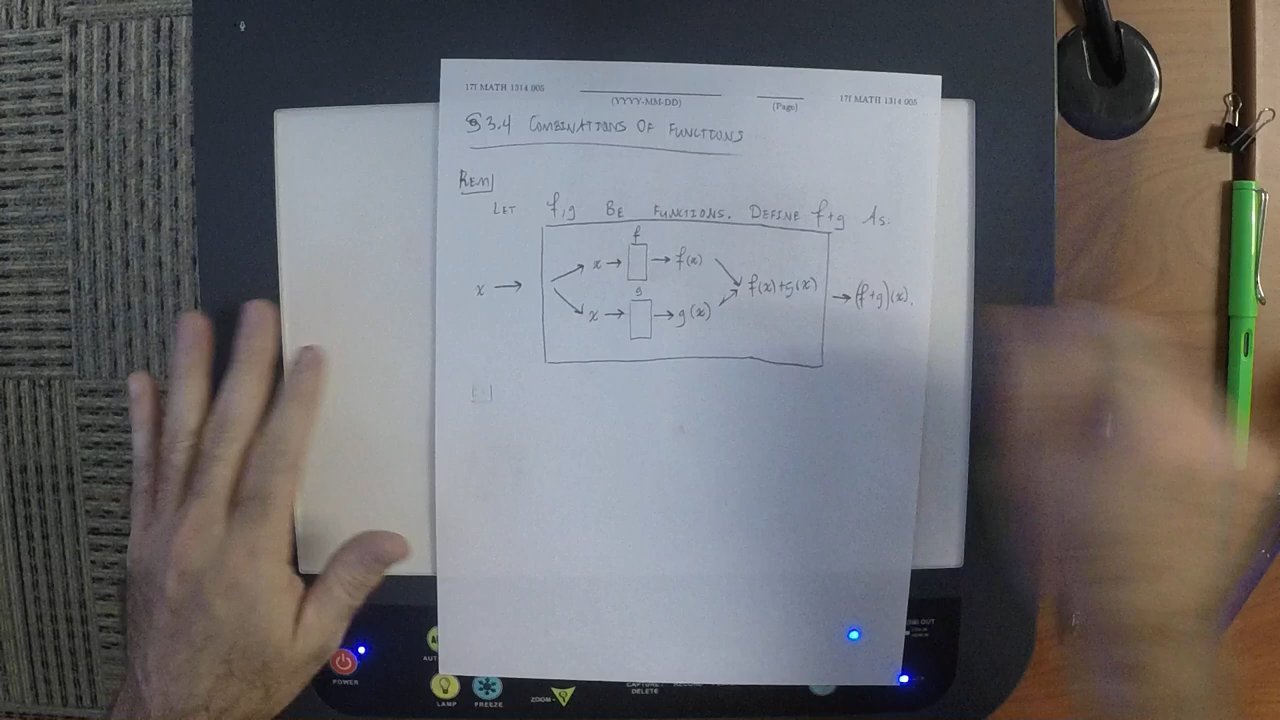 17f MATH 1314 005
(YYYY-MM-DD)
(Page)
17f MATH 1314 005
§3.4 COMBINATIONS OF FUNCTIONS
REM
LET f,g BE FUNCTIONS. DEFINE f+g AS:
f
x → f(x)
x → f(x)+g(x) → (f+g)(x).
g
x → g(x)
POWER
LAMP
FREEZE
ZOOM
DELETE